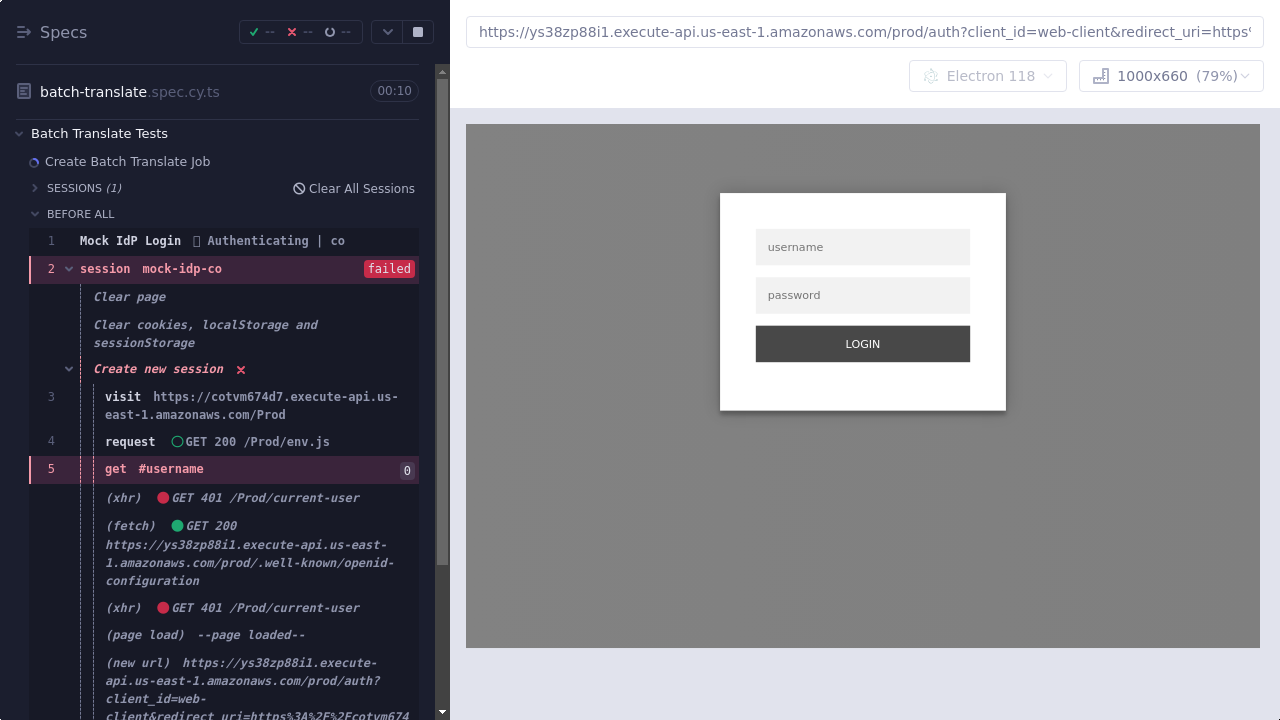 Specs
-- -- --
batch-translate.spec.cy.ts 00:10
Batch Translate Tests
Create Batch Translate Job
SESSIONS (1) Clear All Sessions
BEFORE ALL
1 Mock IdP Login Authenticating | co
2 session mock-idp-co failed
Clear page
Clear cookies, localStorage and
sessionStorage
Create new session
3 visit https://cotvm674d7.execute-api.us-
east-1.amazonaws.com/Prod
4 request GET 200 /Prod/env.js
5 get #username 0
(xhr) GET 401 /Prod/current-user
(fetch) GET 200
https://ys38zp88i1.execute-api.us-east-
1.amazonaws.com/prod/.well-known/openid-
configuration
(xhr) GET 401 /Prod/current-user
(page load) --page loaded--
(new url) https://ys38zp88i1.execute-
api.us-east-1.amazonaws.com/prod/auth?
client_id=web-
client&redirect_uri=https%3A%2F%2Fcotvm674
https://ys38zp88i1.execute-api.us-east-1.amazonaws.com/prod/auth?client_id=web-client&redirect_uri=https%
Electron 118
1000x660 (79%)
username
password
LOGIN